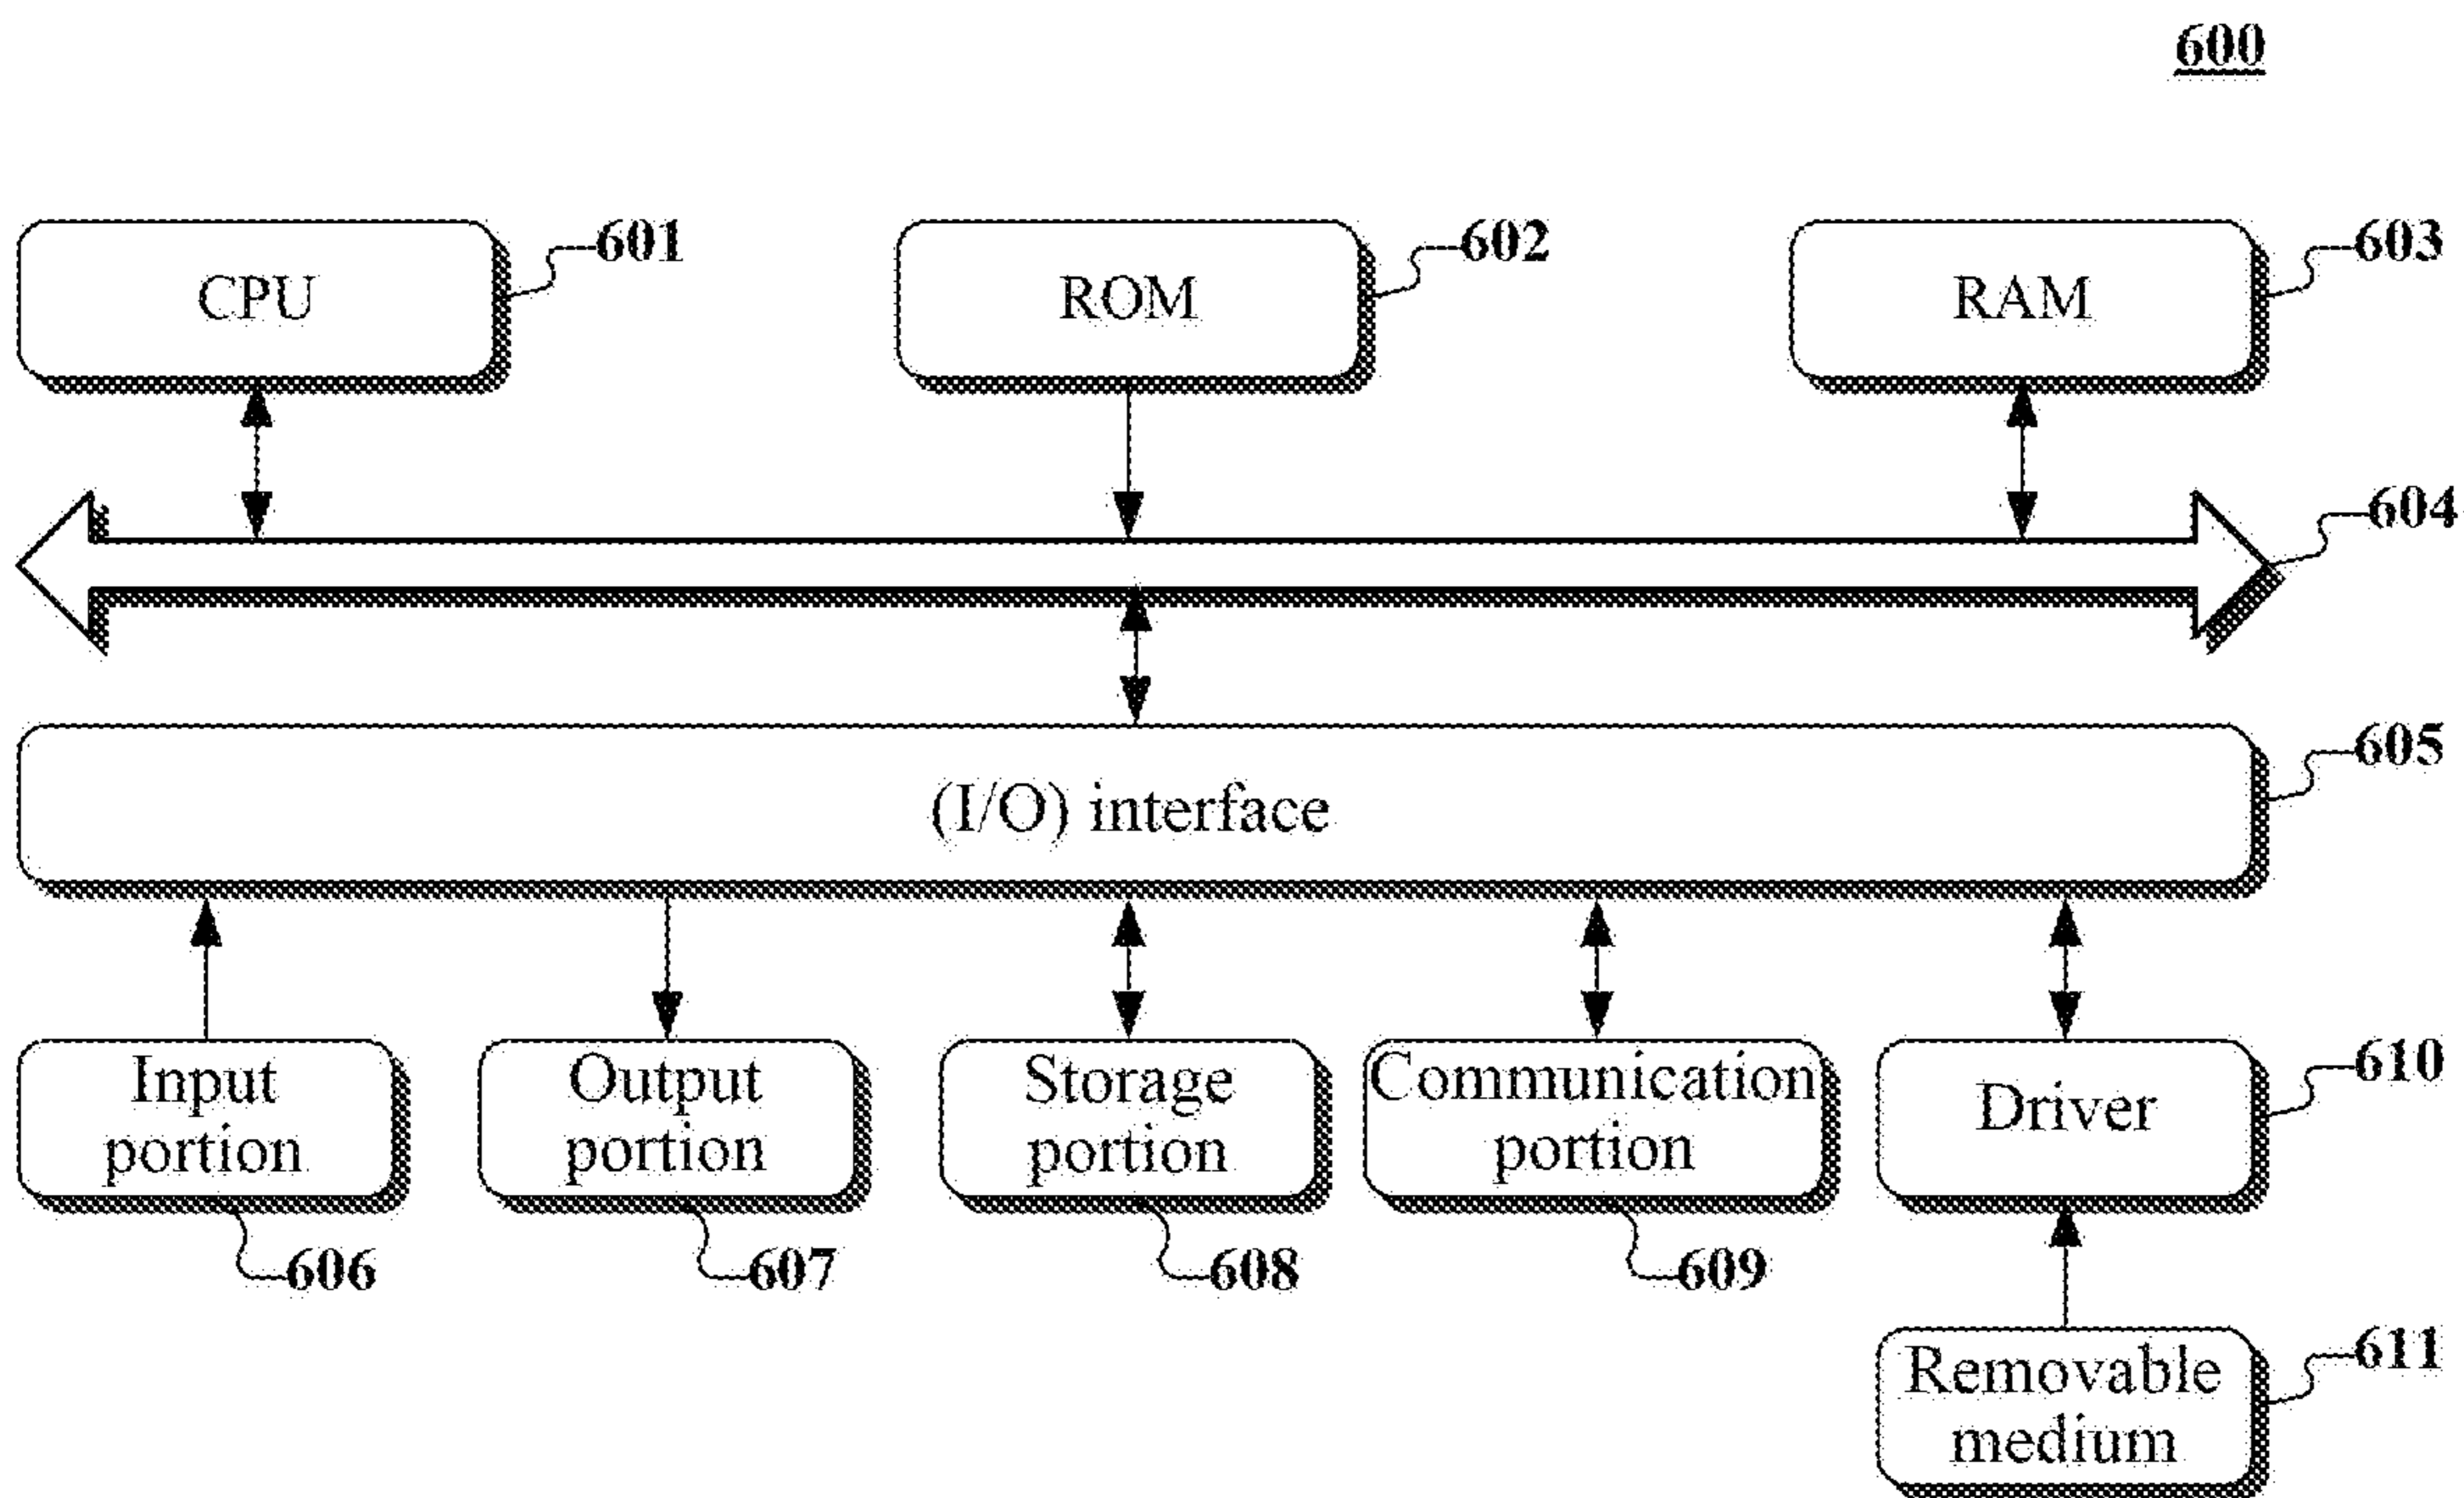 600
CPU
601
ROM
602
RAM
603
604
(I/O) interface
605
Input
portion
606
Output
portion
607
Storage
portion
608
Communication
portion
609
Driver
610
Removable
medium
611